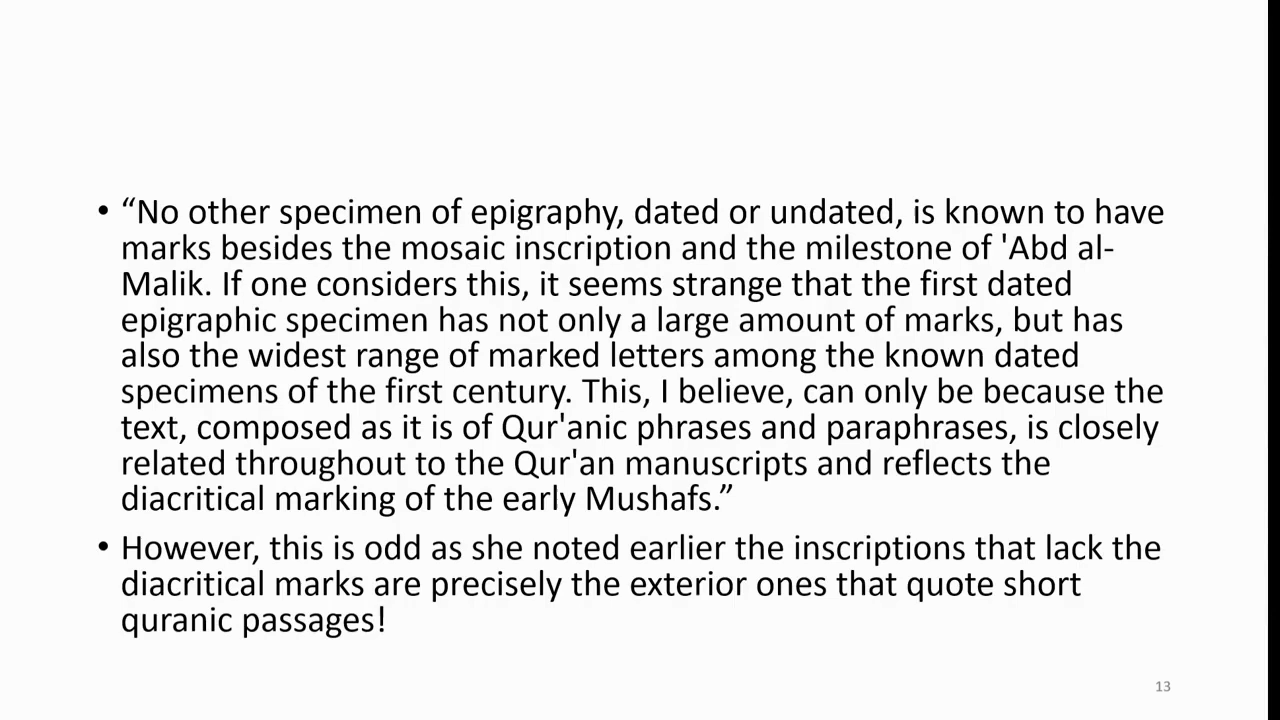 • “No other specimen of epigraphy, dated or undated, is known to have
marks besides the mosaic inscription and the milestone of 'Abd al-
Malik. If one considers this, it seems strange that the first dated
epigraphic specimen has not only a large amount of marks, but has
also the widest range of marked letters among the known dated
specimens of the first century. This, I believe, can only be because the
text, composed as it is of Qur'anic phrases and paraphrases, is closely
related throughout to the Qur'an manuscripts and reflects the
diacritical marking of the early Mushafs.”
• However, this is odd as she noted earlier the inscriptions that lack the
diacritical marks are precisely the exterior ones that quote short
quranic passages!
13